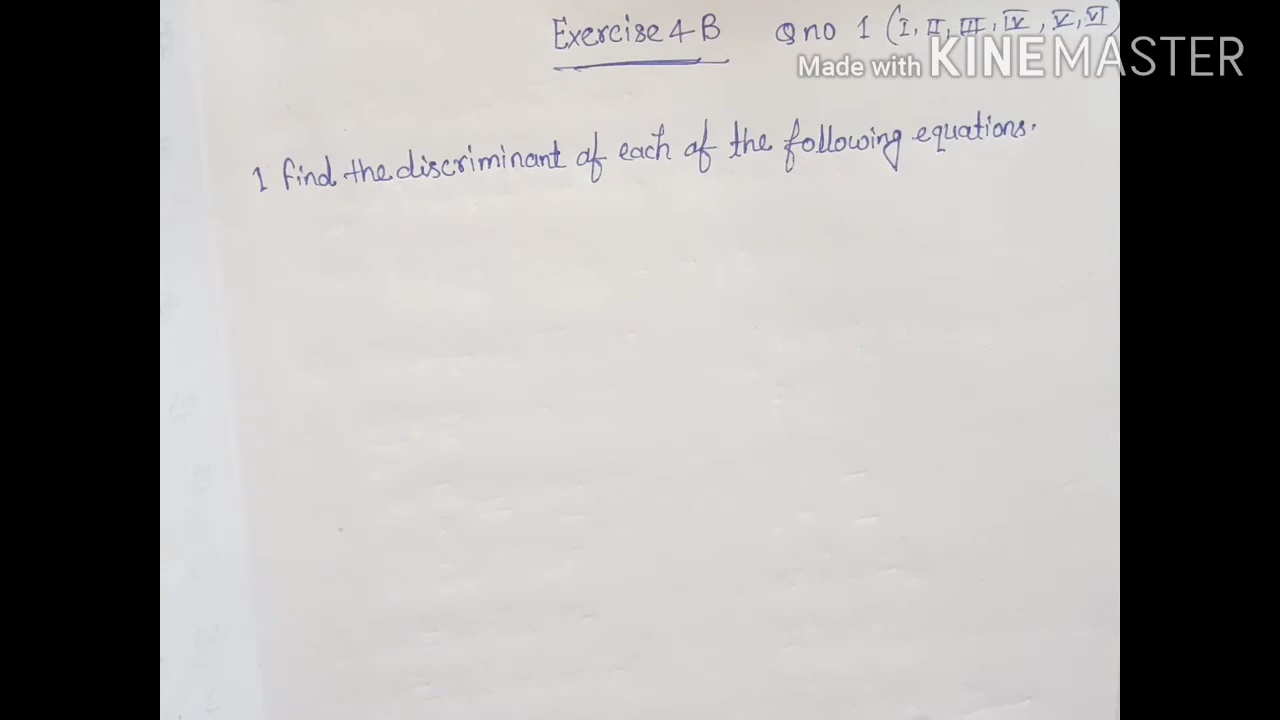 Exercise 4B Q no 1 (I, II, III, IV, V, VI)
Made with KINEMASTER
1 find the discriminant of each of the following equations.